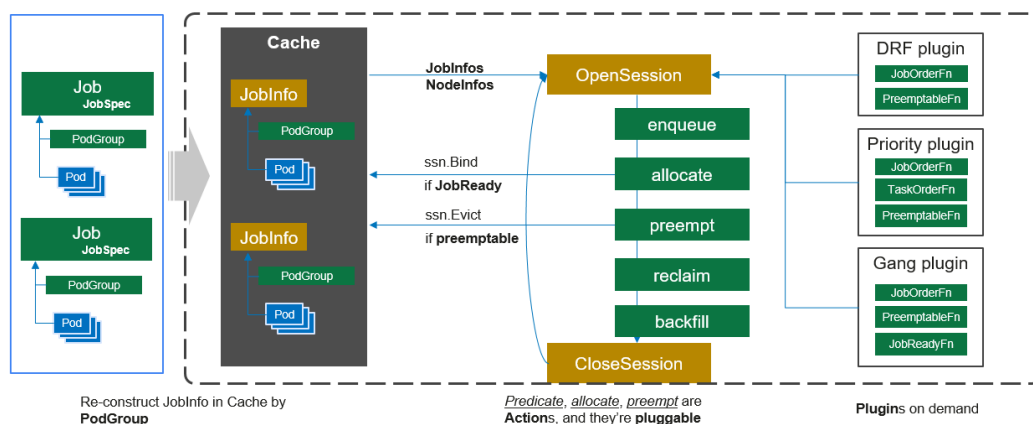 Job
JobSpec
PodGroup
Pod
Job
JobSpec
PodGroup
Pod
Cache
JobInfo
PodGroup
Pod
JobInfo
PodGroup
Pod
JobInfos
NodeInfos
ssn.Bind
if JobReady
ssn.Evict
if preemptable
OpenSession
enqueue
allocate
preempt
reclaim
backfill
CloseSession
DRF plugin
JobOrderFn
PreemptableFn
Priority plugin
JobOrderFn
TaskOrderFn
PreemptableFn
Gang plugin
JobOrderFn
PreemptableFn
JobReadyFn
Re-construct JobInfo in Cache by
PodGroup
Predicate, allocate, preempt are
Actions, and they're pluggable
Plugins on demand